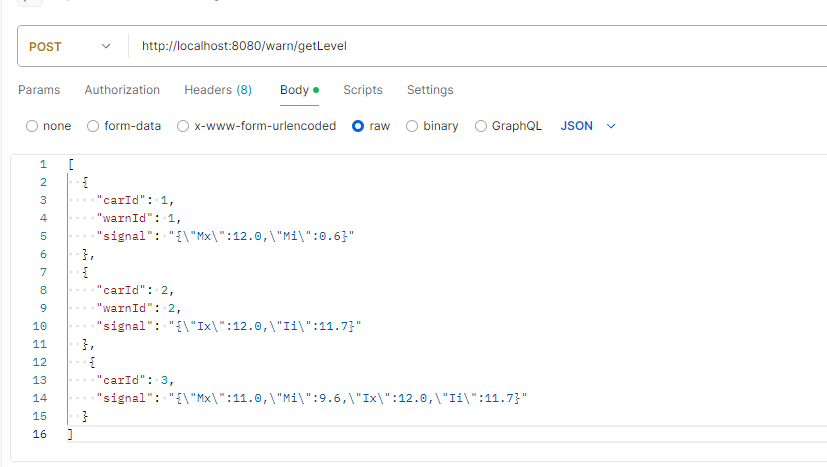 POST http://localhost:8080/warn/getLevel
Params Authorization Headers (8) Body Scripts Settings
none form-data x-www-form-urlencoded raw binary GraphQL JSON
1 [
2 {
3 "carId": 1,
4 "warnId": 1,
5 "signal": "{\"Mx\":12.0,\"Mi\":0.6}"
6 },
7 {
8 "carId": 2,
9 "warnId": 2,
10 "signal": "{\"Ix\":12.0,\"Ii\":11.7}"
11 },
12 {
13 "carId": 3,
14 "signal": "{\"Mx\":11.0,\"Mi\":9.6,\"Ix\":12.0,\"Ii\":11.7}"
15 }
16 ]